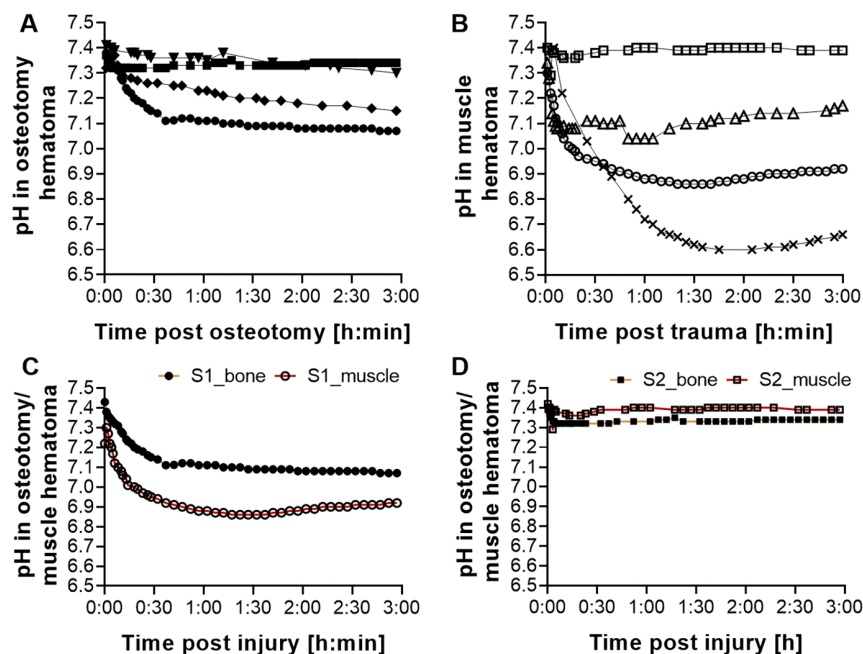 A
7.5
7.4
7.3
7.2
7.1
7.0
6.9
6.8
6.7
6.6
6.5
pH in osteotomy
hematoma
0:00 0:30 1:00 1:30 2:00 2:30 3:00
Time post osteotomy [h:min]
B
7.5
7.4
7.3
7.2
7.1
7.0
6.9
6.8
6.7
6.6
6.5
pH in muscle
hematoma
0:00 0:30 1:00 1:30 2:00 2:30 3:00
Time post trauma [h:min]
C
S1_bone S1_muscle
7.5
7.4
7.3
7.2
7.1
7.0
6.9
6.8
6.7
6.6
6.5
pH in osteotomy/
muscle hematoma
0:00 0:30 1:00 1:30 2:00 2:30 3:00
Time post injury [h:min]
D
S2_bone S2_muscle
7.5
7.4
7.3
7.2
7.1
7.0
6.9
6.8
6.7
6.6
6.5
pH in osteotomy/
muscle hematoma
0:00 0:30 1:00 1:30 2:00 2:30 3:00
Time post injury [h]